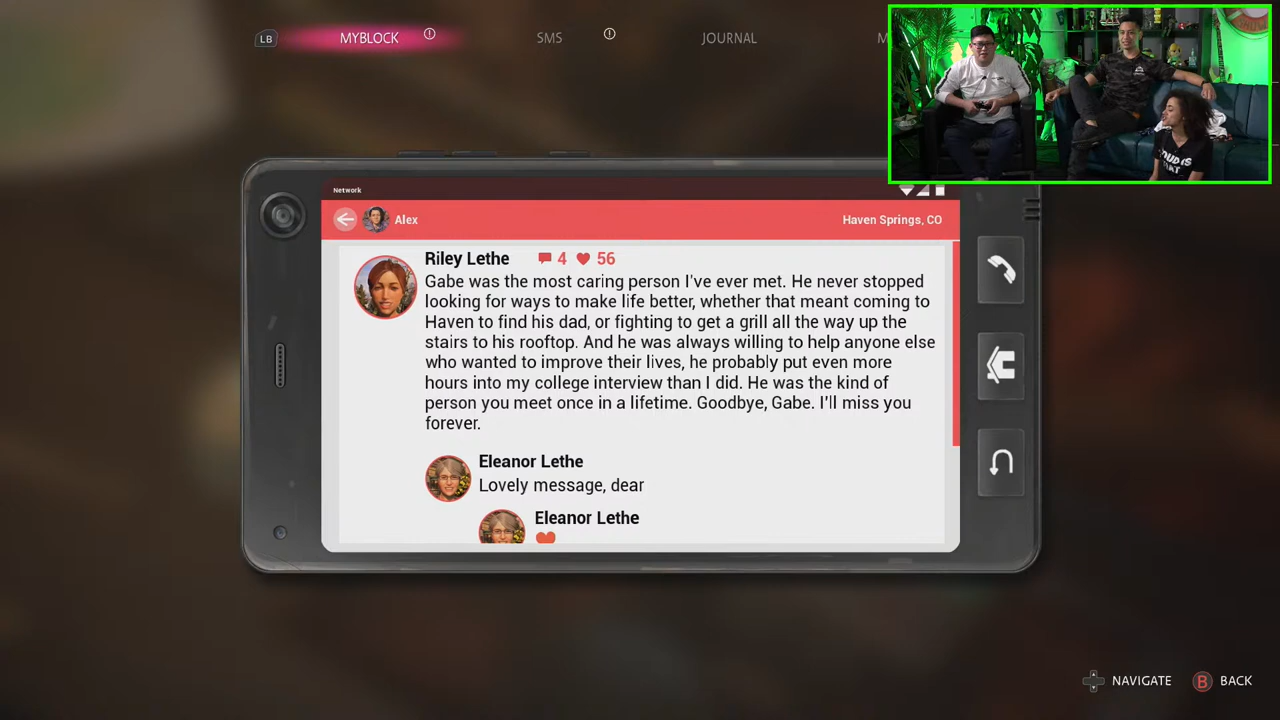 LB MYBLOCK SMS JOURNAL M
Network
Alex Haven Springs, CO
Riley Lethe 4 56
Gabe was the most caring person I've ever met. He never stopped
looking for ways to make life better, whether that meant coming to
Haven to find his dad, or fighting to get a grill all the way up the
stairs to his rooftop. And he was always willing to help anyone else
who wanted to improve their lives, he probably put even more
hours into my college interview than I did. He was the kind of
person you meet once in a lifetime. Goodbye, Gabe. I'll miss you
forever.
Eleanor Lethe
Lovely message, dear
Eleanor Lethe
NAVIGATE B BACK